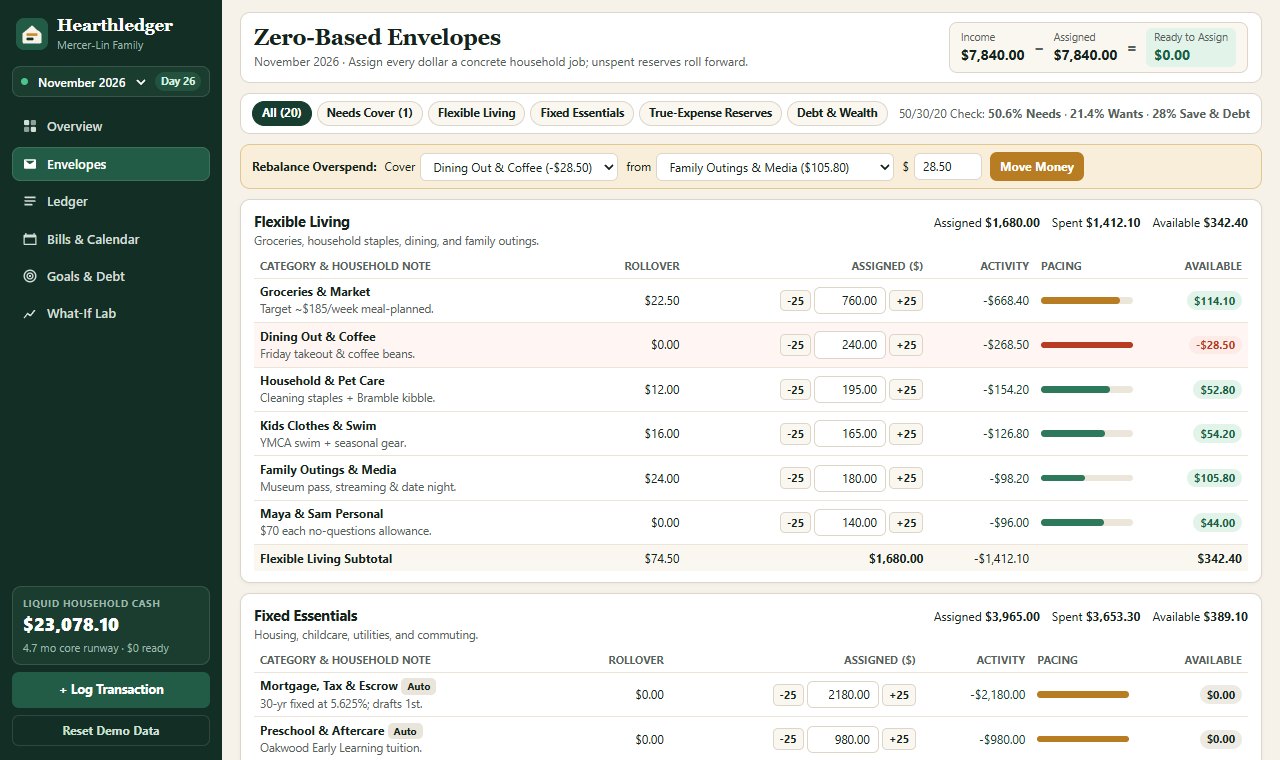 Hearthledger
Mercer-Lin Family
November 2026
Day 26
Overview
Envelopes
Ledger
Bills & Calendar
Goals & Debt
What-If Lab
LIQUID HOUSEHOLD CASH
$23,078.10
4.7 mo core runway · $0 ready
+ Log Transaction
Reset Demo Data
Zero-Based Envelopes
November 2026 · Assign every dollar a concrete household job; unspent reserves roll forward.
Income
$7,840.00
–
Assigned
$7,840.00
=
Ready to Assign
$0.00
All (20)
Needs Cover (1)
Flexible Living
Fixed Essentials
True-Expense Reserves
Debt & Wealth
50/30/20 Check: 50.6% Needs · 21.4% Wants · 28% Save & Debt
Rebalance Overspend: Cover Dining Out & Coffee (-$28.50) from Family Outings & Media ($105.80) $ 28.50 Move Money
Flexible Living
Groceries, household staples, dining, and family outings.
Assigned $1,680.00 Spent $1,412.10 Available $342.40
CATEGORY & HOUSEHOLD NOTE ROLLOVER ASSIGNED ($) ACTIVITY PACING AVAILABLE
Groceries & Market
Target ~$185/week meal-planned.
$22.50 -25 760.00 +25 -$668.40 $114.10
Dining Out & Coffee
Friday takeout & coffee beans.
$0.00 -25 240.00 +25 -$268.50 -$28.50
Household & Pet Care
Cleaning staples + Bramble kibble.
$12.00 -25 195.00 +25 -$154.20 $52.80
Kids Clothes & Swim
YMCA swim + seasonal gear.
$16.00 -25 165.00 +25 -$126.80 $54.20
Family Outings & Media
Museum pass, streaming & date night.
$24.00 -25 180.00 +25 -$98.20 $105.80
Maya & Sam Personal
$70 each no-questions allowance.
$0.00 -25 140.00 +25 -$96.00 $44.00
Flexible Living Subtotal $74.50 $1,680.00 -$1,412.10 $342.40
Fixed Essentials
Housing, childcare, utilities, and commuting.
Assigned $3,965.00 Spent $3,653.30 Available $389.10
CATEGORY & HOUSEHOLD NOTE ROLLOVER ASSIGNED ($) ACTIVITY PACING AVAILABLE
Mortgage, Tax & Escrow Auto
30-yr fixed at 5.625%; drafts 1st.
$0.00 -25 2180.00 +25 -$2,180.00 $0.00
Preschool & Aftercare Auto
Oakwood Early Learning tuition.
$0.00 -25 980.00 +25 -$980.00 $0.00